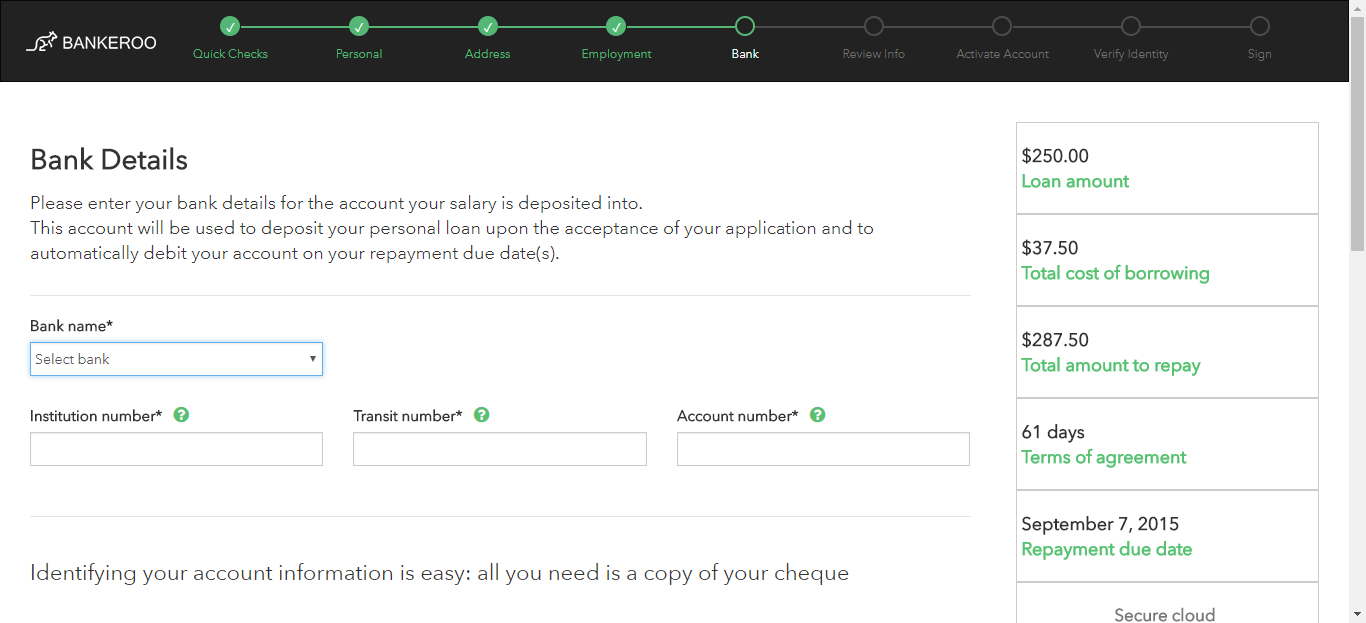 BANKEROO
Quick Checks
Personal
Address
Employment
Bank
Review Info
Activate Account
Verify Identity
Sign
Bank Details
Please enter your bank details for the account your salary is deposited into.
This account will be used to deposit your personal loan upon the acceptance of your application and to
automatically debit your account on your repayment due date(s).
Bank name*
Select bank
Institution number* ?
Transit number* ?
Account number* ?
Identifying your account information is easy: all you need is a copy of your cheque
$250.00
Loan amount
$37.50
Total cost of borrowing
$287.50
Total amount to repay
61 days
Terms of agreement
September 7, 2015
Repayment due date
Secure cloud